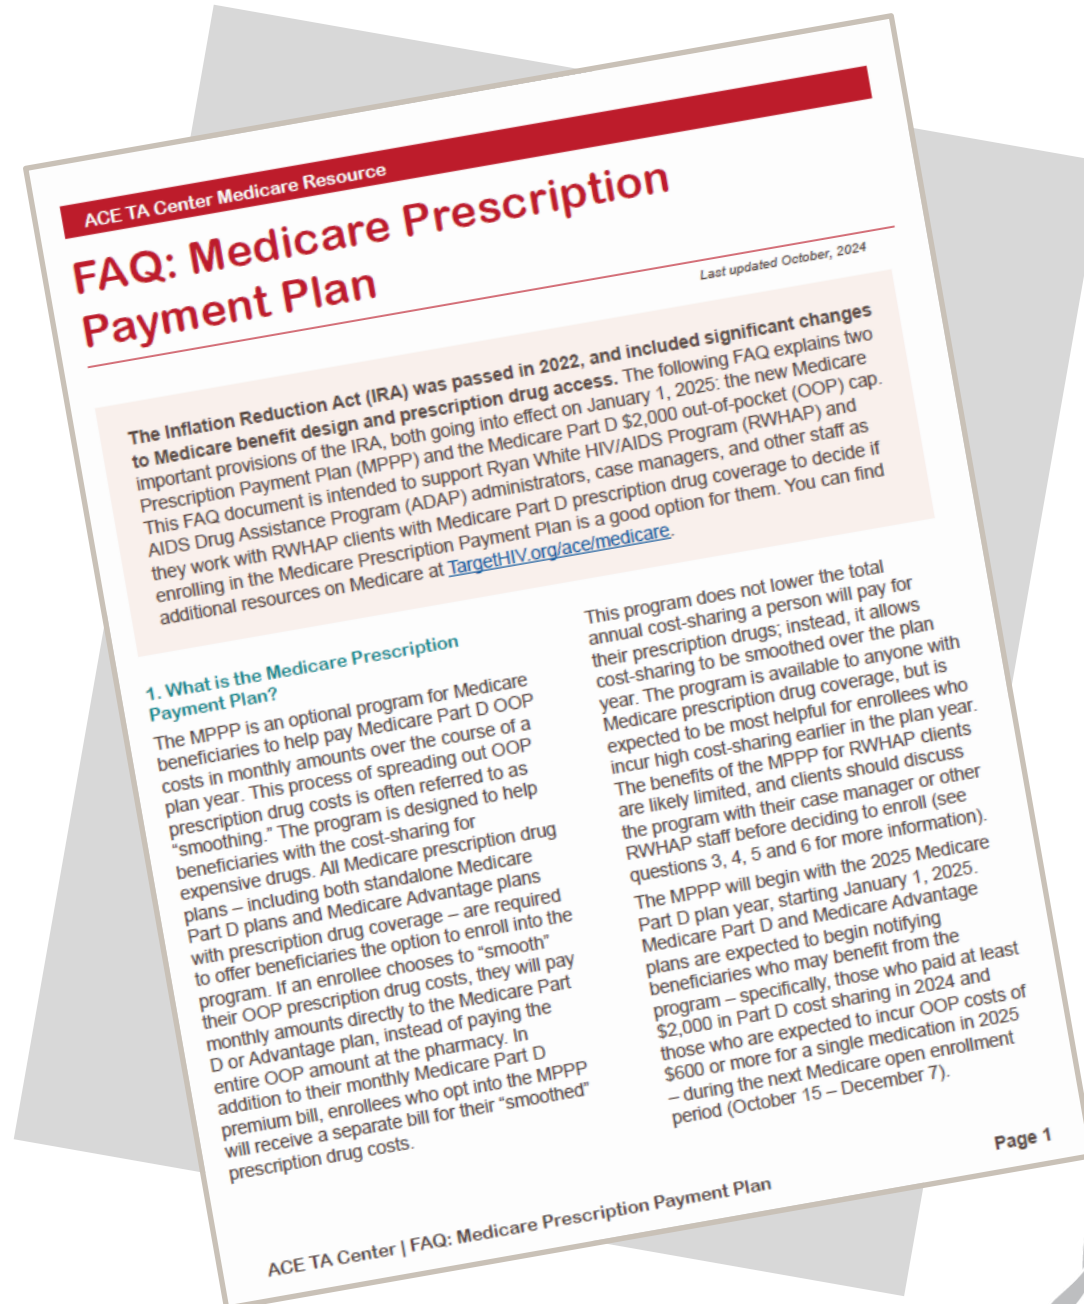 ACE TA Center Medicare Resource
FAQ: Medicare Prescription
Payment Plan
Last updated October, 2024
The Inflation Reduction Act (IRA) was passed in 2022, and included significant changes
to Medicare benefit design and prescription drug access. The following FAQ explains two
important provisions of the IRA, both going into effect on January 1, 2025: the new Medicare
Prescription Payment Plan (MPPP) and the Medicare Part D $2,000 out-of-pocket (OOP) cap.
This FAQ document is intended to support Ryan White HIV/AIDS Program (RWHAP) and
AIDS Drug Assistance Program (ADAP) administrators, case managers, and other staff as
they work with RWHAP clients with Medicare Part D prescription drug coverage to decide if
enrolling in the Medicare Prescription Payment Plan is a good option for them. You can find
additional resources on Medicare at TargetHIV.org/ace/medicare.
1. What is the Medicare Prescription
Payment Plan?
The MPPP is an optional program for Medicare
beneficiaries to help pay Medicare Part D OOP
costs in monthly amounts over the course of a
plan year. This process of spreading out OOP
prescription drug costs is often referred to as
“smoothing.” The program is designed to help
beneficiaries with the cost-sharing for
expensive drugs. All Medicare prescription drug
plans – including both standalone Medicare
Part D plans and Medicare Advantage plans
with prescription drug coverage – are required
to offer beneficiaries the option to enroll into the
program. If an enrollee chooses to “smooth”
their OOP prescription drug costs, they will pay
monthly amounts directly to the Medicare Part
D or Advantage plan, instead of paying the
entire OOP amount at the pharmacy. In
addition to their monthly Medicare Part D
premium bill, enrollees who opt into the MPPP
will receive a separate bill for their “smoothed”
prescription drug costs.
This program does not lower the total
annual cost-sharing a person will pay for
their prescription drugs; instead, it allows
cost-sharing to be smoothed over the plan
year. The program is available to anyone with
Medicare prescription drug coverage, but is
expected to be most helpful for enrollees who
incur high cost-sharing earlier in the plan year.
The benefits of the MPPP for RWHAP clients
are likely limited, and clients should discuss
the program with their case manager or other
RWHAP staff before deciding to enroll (see
questions 3, 4, 5 and 6 for more information).
The MPPP will begin with the 2025 Medicare
Part D plan year, starting January 1, 2025.
Medicare Part D and Medicare Advantage
plans are expected to begin notifying
beneficiaries who may benefit from the
program – specifically, those who paid at least
$2,000 in Part D cost sharing in 2024 and
those who are expected to incur OOP costs of
$600 or more for a single medication in 2025
– during the next Medicare open enrollment
period (October 15 – December 7).
ACE TA Center | FAQ: Medicare Prescription Payment Plan
Page 1